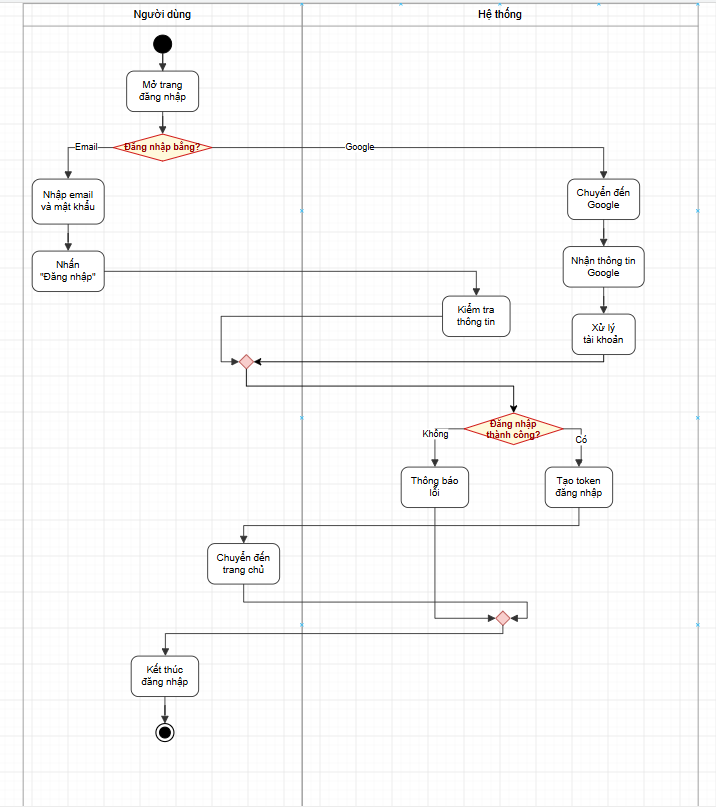 Người dùng
Hệ thống
Mở trang
đăng nhập
Đăng nhập bằng?
Email
Google
Nhập email
và mật khẩu
Chuyển đến
Google
Nhấn
"Đăng nhập"
Nhận thông tin
Google
Kiểm tra
thông tin
Xử lý
tài khoản
Đăng nhập
thành công?
Không
Có
Thông báo
lỗi
Tạo token
đăng nhập
Chuyển đến
trang chủ
Kết thúc
đăng nhập